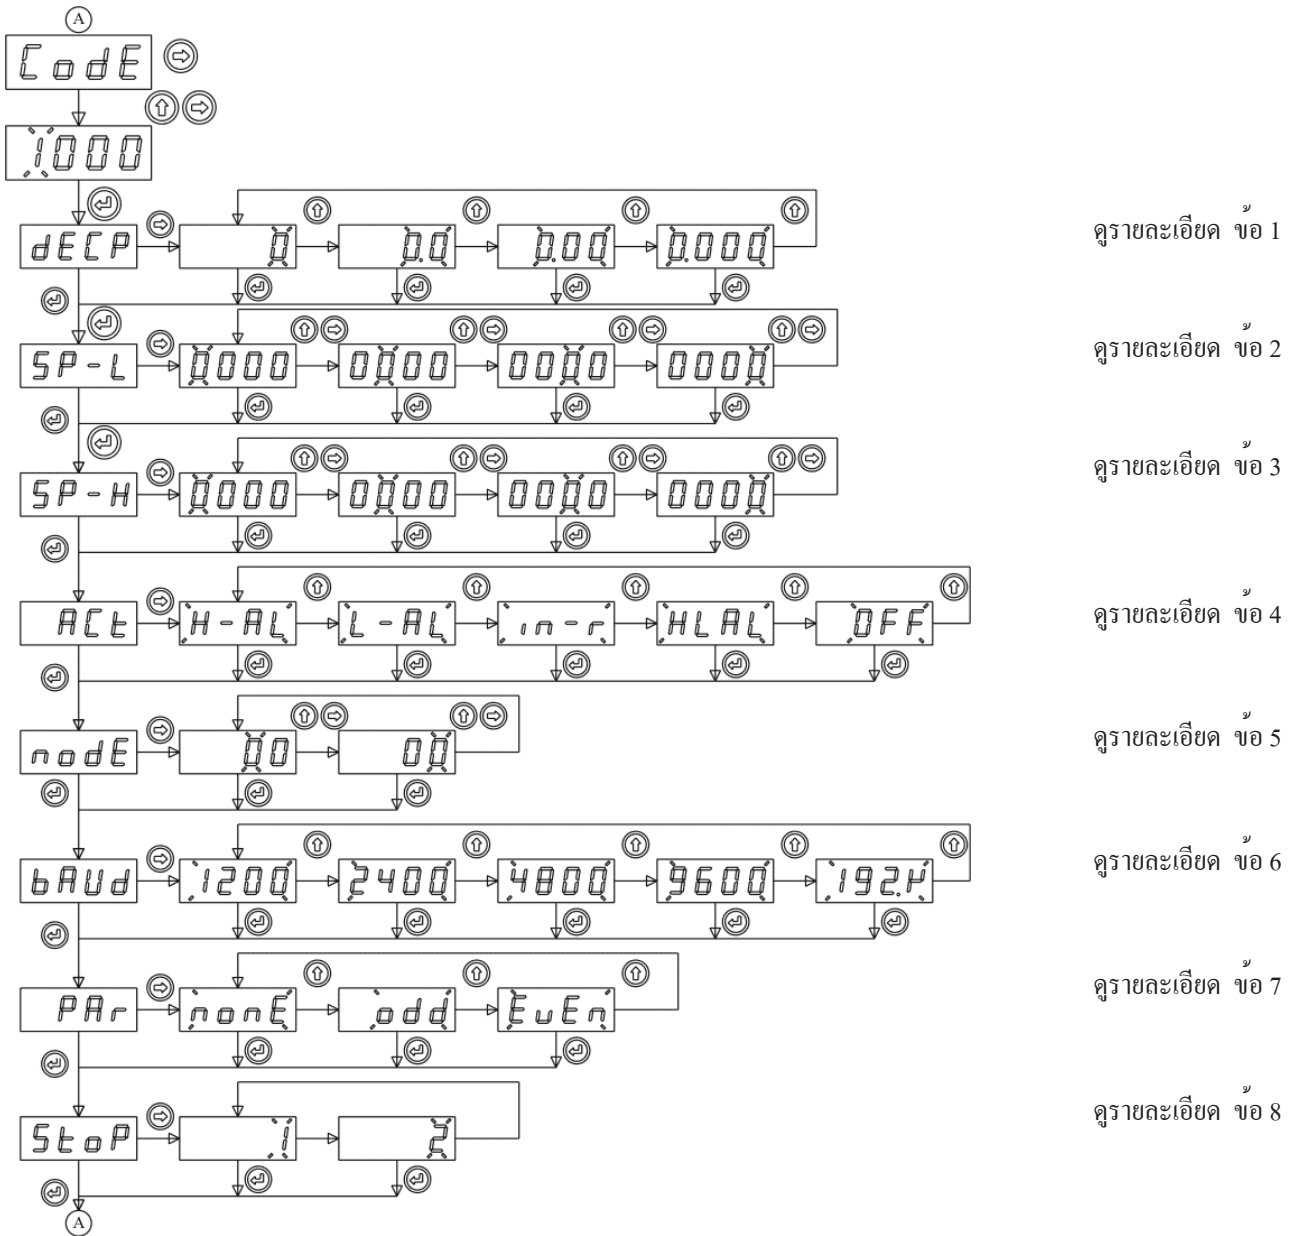 A
CodE
1000
dECP 0 0.0 0.00 0.000 ดูรายละเอียด ข้อ 1
SP-L 0000 0000 0000 0000 ดูรายละเอียด ข้อ 2
SP-H 0000 0000 0000 0000 ดูรายละเอียด ข้อ 3
ACt H-AL L-AL in-r HLAL OFF ดูรายละเอียด ข้อ 4
nodE 00 00 ดูรายละเอียด ข้อ 5
bAUd 1200 2400 4800 9600 192.K ดูรายละเอียด ข้อ 6
PAr nonE odd EvEn ดูรายละเอียด ข้อ 7
StoP 1 2 ดูรายละเอียด ข้อ 8
A